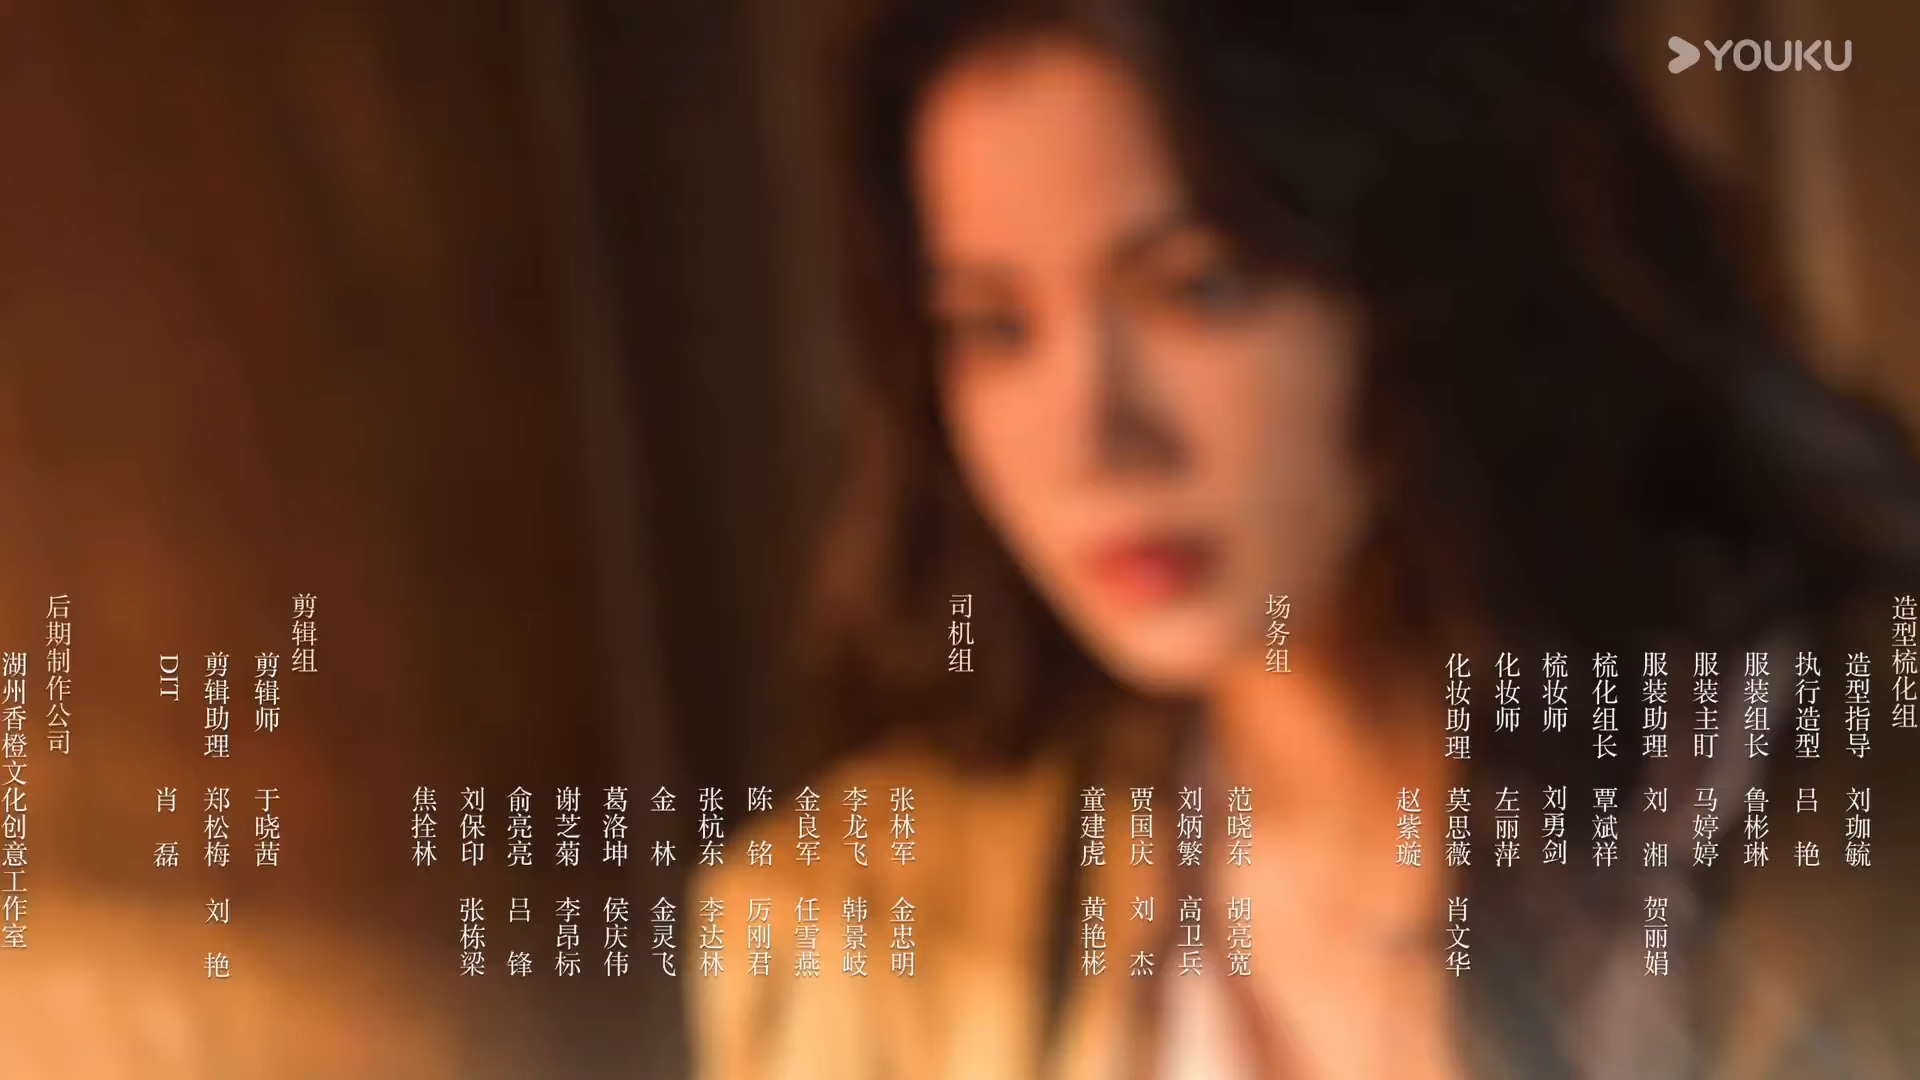 YOUKU
造型梳化组
造型指导 刘珈毓
执行造型 吕 艳
服装组长 鲁彬琳
服装主盯 马婷婷
服装助理 刘 湘 贺丽娟
梳化组长 覃斌祥
梳妆师 刘勇剑
化妆师 左丽萍
化妆助理 莫思薇 肖文华
赵紫璇
场务组
范晓东 胡亮宽
刘炳繁 高卫兵
贾国庆 刘 杰
童建虎 黄艳彬
司机组
张林军 金忠明
李龙飞 韩景岐
金良军 任雪燕
陈 铭 厉刚君
张杭东 李达林
金 林 金灵飞
葛洛坤 侯庆伟
谢芝菊 李昂标
俞亮亮 吕 锋
刘保印 张栋梁
焦拴林
剪辑组
剪辑师 于晓茜
剪辑助理 郑松梅 刘 艳
DIT 肖 磊
后期制作公司
湖州香橙文化创意工作室